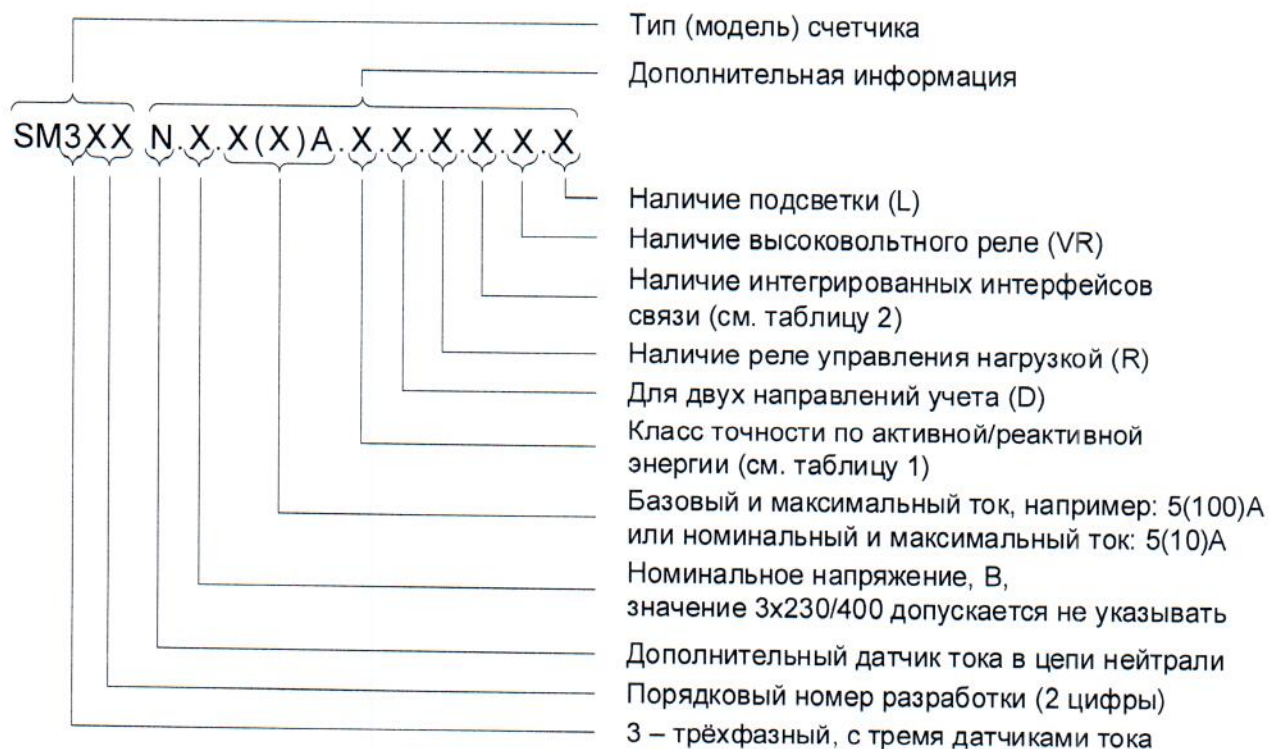 Тип (модель) счетчика
Дополнительная информация
SM3XX N.X.X(X)A.X.X.X.X.X.X
Наличие подсветки (L)
Наличие высоковольтного реле (VR)
Наличие интегрированных интерфейсов
связи (см. таблицу 2)
Наличие реле управления нагрузкой (R)
Для двух направлений учета (D)
Класс точности по активной/реактивной
энергии (см. таблицу 1)
Базовый и максимальный ток, например: 5(100)А
или номинальный и максимальный ток: 5(10)А
Номинальное напряжение, В,
значение 3х230/400 допускается не указывать
Дополнительный датчик тока в цепи нейтрали
Порядковый номер разработки (2 цифры)
3 – трёхфазный, с тремя датчиками тока